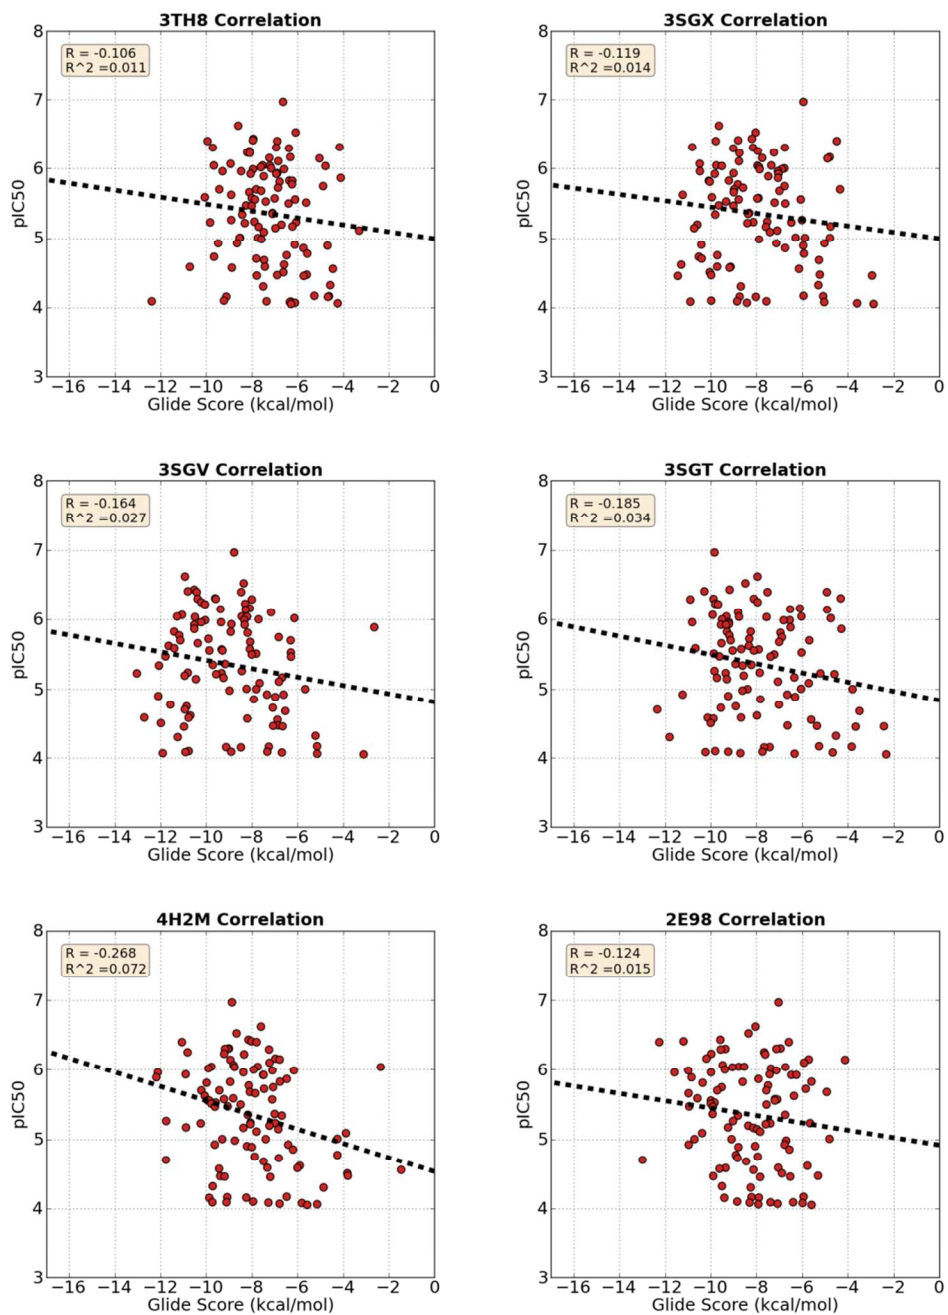 3TH8 Correlation
R = -0.106
R^2 =0.011
8
7
6
5
4
3
pIC50
−16 −14 −12 −10 −8 −6 −4 −2 0
Glide Score (kcal/mol)
3SGX Correlation
R = -0.119
R^2 =0.014
8
7
6
5
4
3
pIC50
−16 −14 −12 −10 −8 −6 −4 −2 0
Glide Score (kcal/mol)
3SGV Correlation
R = -0.164
R^2 =0.027
8
7
6
5
4
3
pIC50
−16 −14 −12 −10 −8 −6 −4 −2 0
Glide Score (kcal/mol)
3SGT Correlation
R = -0.185
R^2 =0.034
8
7
6
5
4
3
pIC50
−16 −14 −12 −10 −8 −6 −4 −2 0
Glide Score (kcal/mol)
4H2M Correlation
R = -0.268
R^2 =0.072
8
7
6
5
4
3
pIC50
−16 −14 −12 −10 −8 −6 −4 −2 0
Glide Score (kcal/mol)
2E98 Correlation
R = -0.124
R^2 =0.015
8
7
6
5
4
3
pIC50
−16 −14 −12 −10 −8 −6 −4 −2 0
Glide Score (kcal/mol)